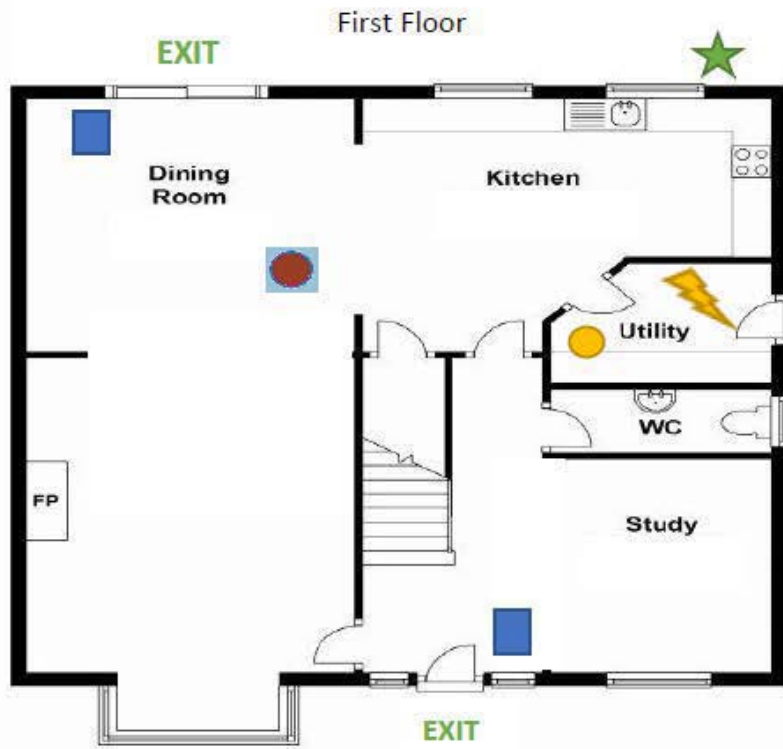 First Floor
EXIT
Dining
Room
Kitchen
Utility
WC
FP
Study
EXIT